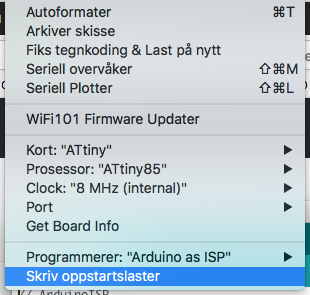 Autoformater ⌘T
Arkiver skisse
Fiks tegnkoding & Last på nytt
Seriell overvåker ⇧⌘M
Seriell Plotter ⇧⌘L
WiFi101 Firmware Updater
Kort: "ATtiny"
Prosessor: "ATtiny85"
Clock: "8 MHz (internal)"
Port
Get Board Info
Programmerer: "Arduino as ISP"
Skriv oppstartslaster
// ArduinoISP